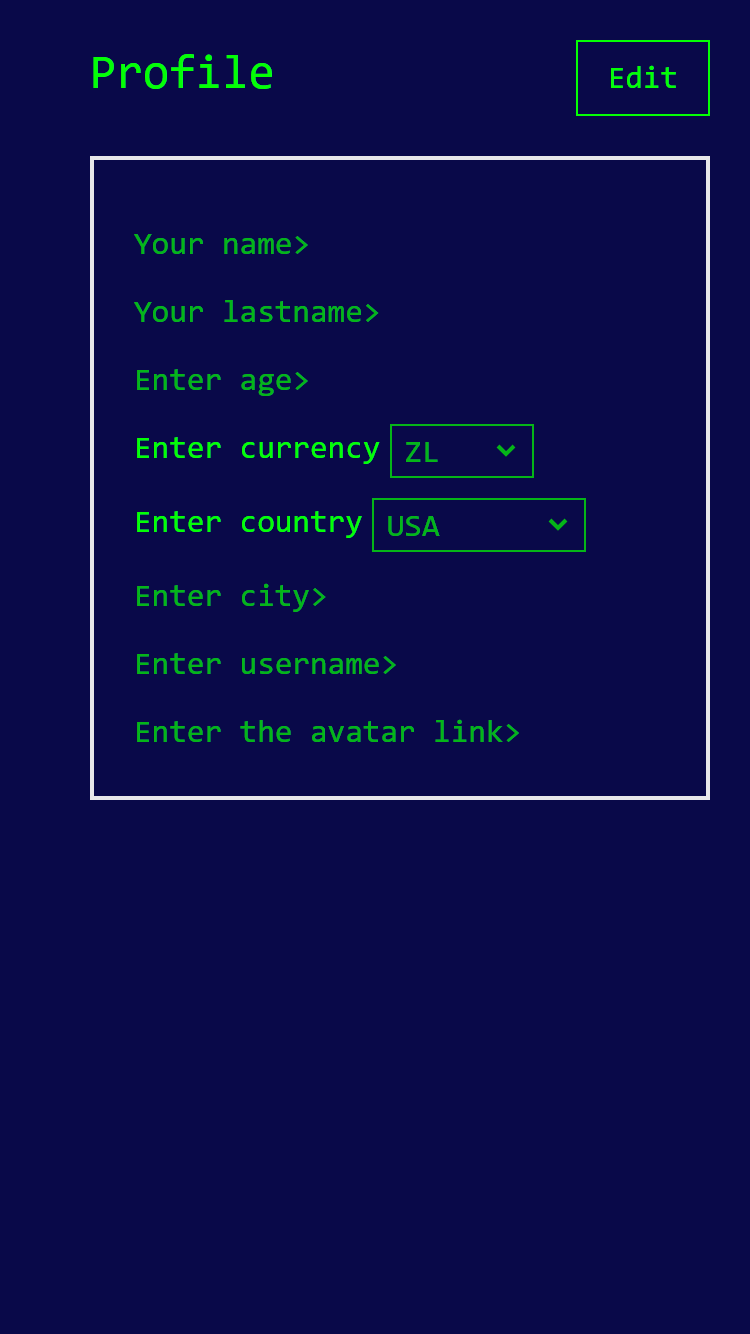 Profile
Edit
Your name>
Your lastname>
Enter age>
Enter currency ZL
Enter country USA
Enter city>
Enter username>
Enter the avatar link>